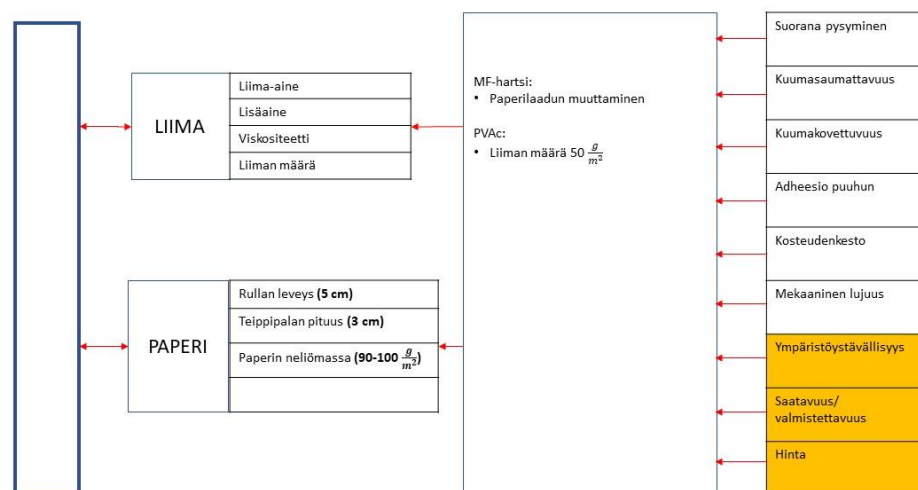 LIIMA
Liima-aine
Lisäaine
Viskositeetti
Liiman määrä
PAPERI
Rullan leveys (5 cm)
Teippipalan pituus (3 cm)
Paperin neliömassa (90-100 g/m²)
MF-hartsi:
• Paperilaadun muuttaminen
PVAc:
• Liiman määrä 50 g/m²
Suorana pysyminen
Kuumasaumattavuus
Kuumakovettuvuus
Adheesio puuhun
Kosteudenkesto
Mekaaninen lujuus
Ympäristöystävällisyys
Saatavuus/
valmistettavuus
Hinta